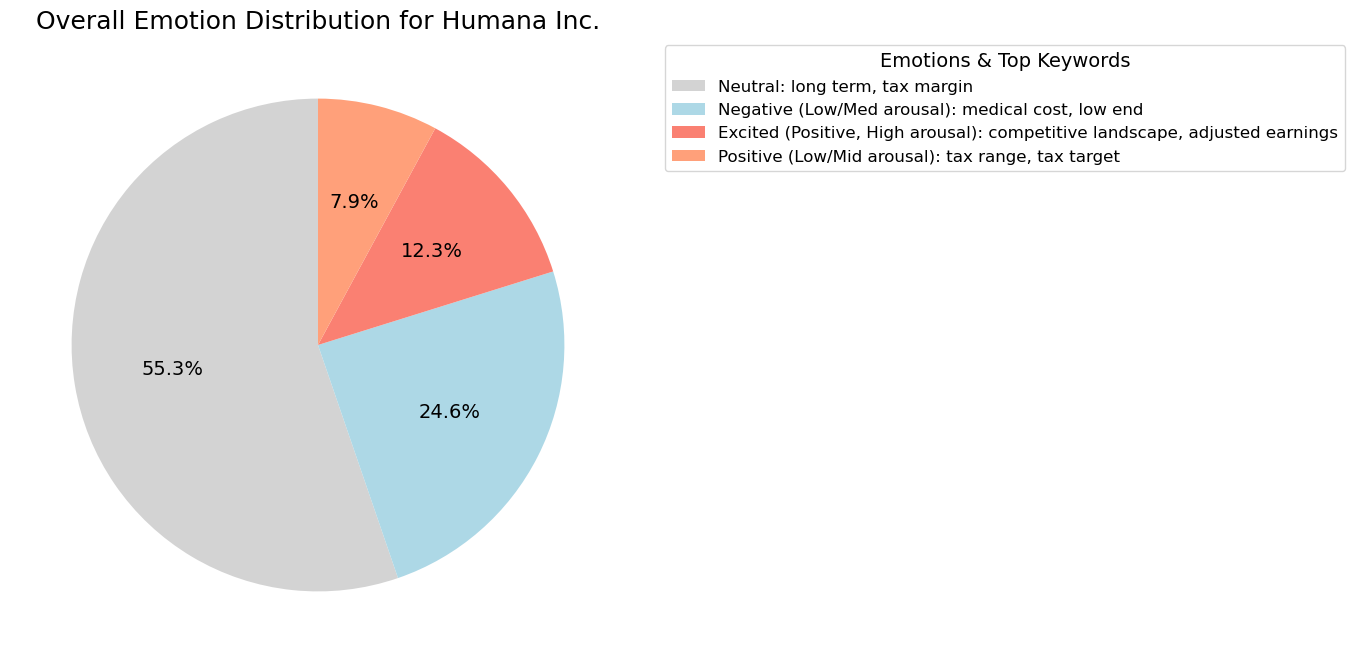 Overall Emotion Distribution for Humana Inc.
Emotions & Top Keywords
Neutral: long term, tax margin
Negative (Low/Med arousal): medical cost, low end
Excited (Positive, High arousal): competitive landscape, adjusted earnings
Positive (Low/Mid arousal): tax range, tax target
7.9%
12.3%
55.3%
24.6%